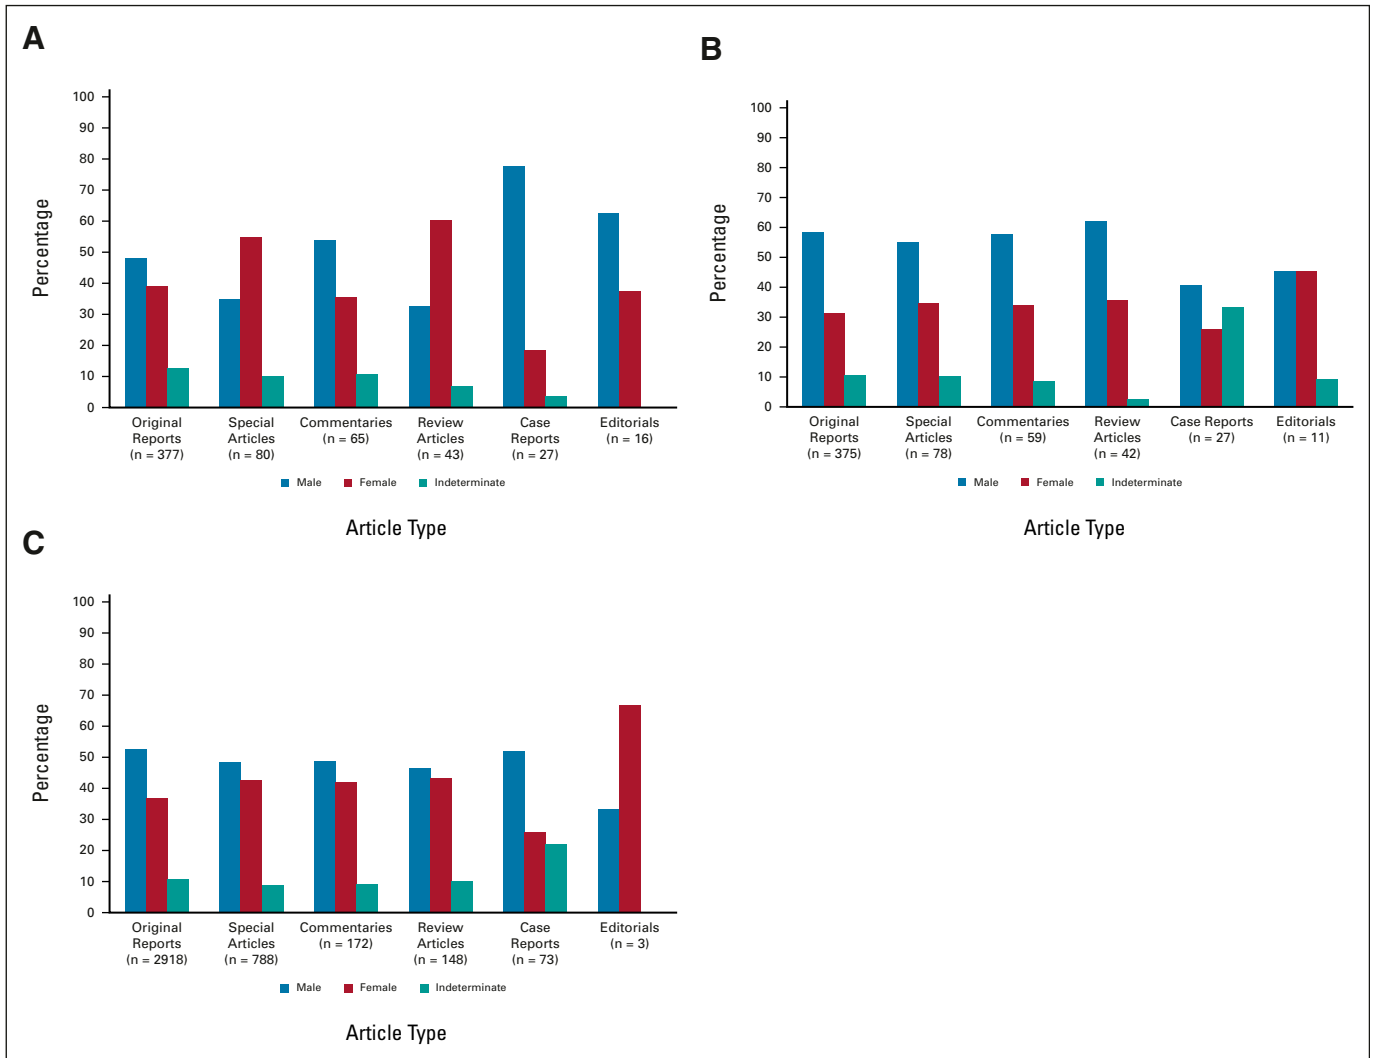 A
100
90
80
70
60
50
40
30
20
10
0
Percentage
Original
Reports
(n = 377)
Special
Articles
(n = 80)
Commentaries
(n = 65)
Review
Articles
(n = 43)
Case
Reports
(n = 27)
Editorials
(n = 16)
Male
Female
Indeterminate
Article Type
B
100
90
80
70
60
50
40
30
20
10
0
Percentage
Original
Reports
(n = 375)
Special
Articles
(n = 78)
Commentaries
(n = 59)
Review
Articles
(n = 42)
Case Reports
(n = 27)
Editorials
(n = 11)
Male
Female
Indeterminate
Article Type
C
100
90
80
70
60
50
40
30
20
10
0
Percentage
Original
Reports
(n = 2918)
Special
Articles
(n = 788)
Commentaries
(n = 172)
Review
Articles
(n = 148)
Case
Reports
(n = 73)
Editorials
(n = 3)
Male
Female
Indeterminate
Article Type